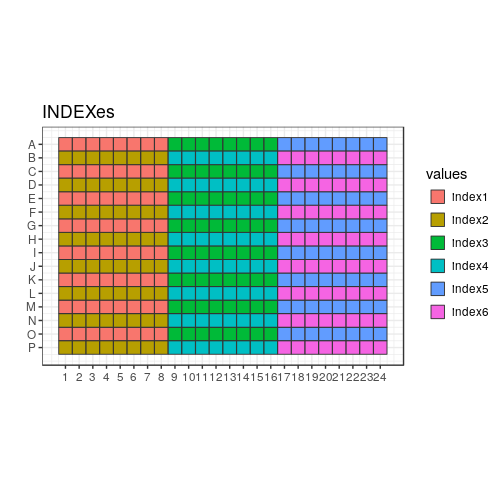 INDEXes
A
B
C
D
E
F
G
H
I
J
K
L
M
N
O
P
1 2 3 4 5 6 7 8 9 10 11 12 13 14 15 16 17 18 19 20 21 22 23 24
values
Index1
Index2
Index3
Index4
Index5
Index6